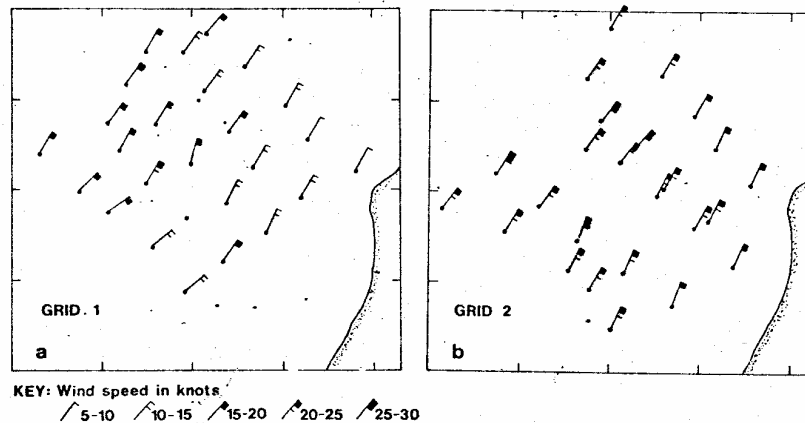 GRID. 1
a
GRID 2
b
KEY: Wind speed in knots
5-10 10-15 15-20 20-25 25-30